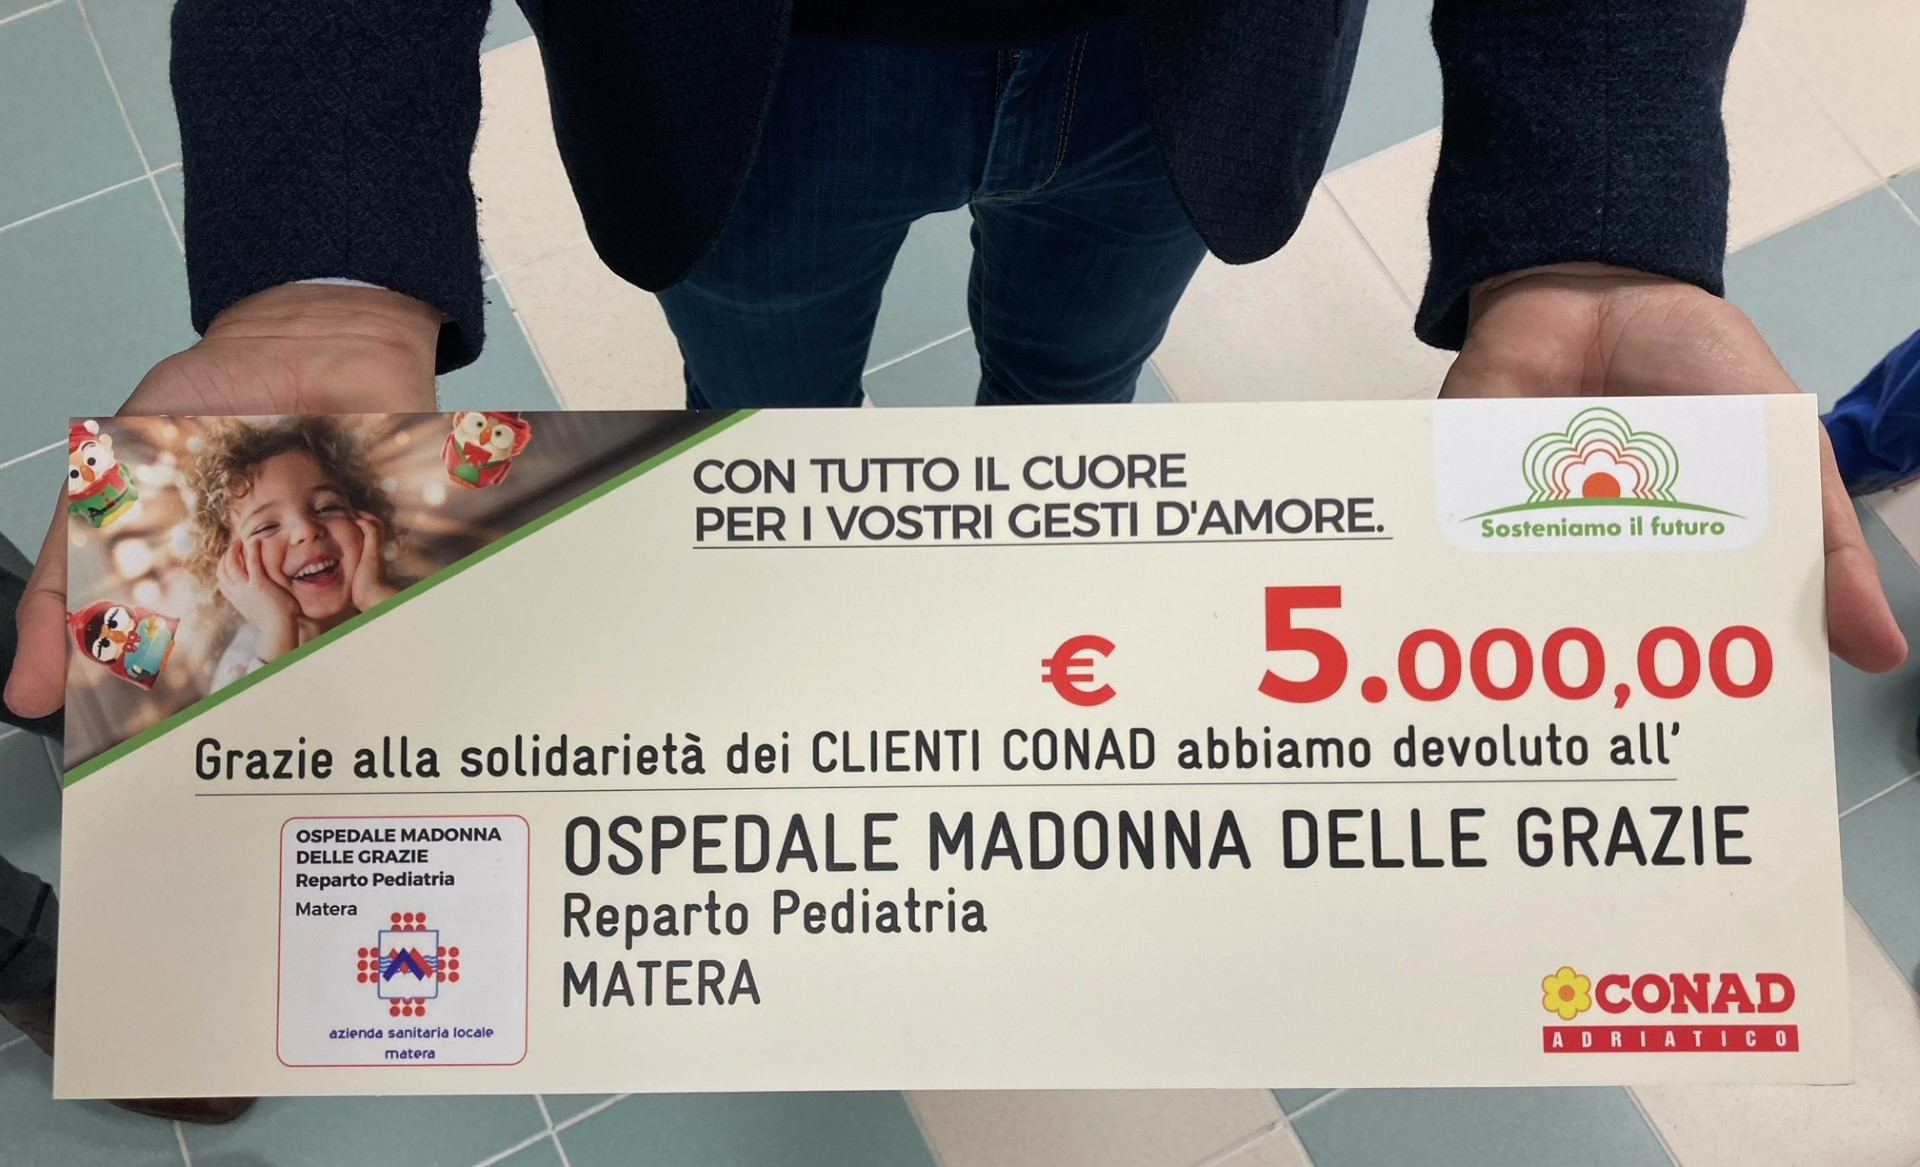 CON TUTTO IL CUORE
PER I VOSTRI GESTI D'AMORE.
Sosteniamo il futuro
€ 5.000,00
Grazie alla solidarietà dei CLIENTI CONAD abbiamo devoluto all'
OSPEDALE MADONNA
DELLE GRAZIE
Reparto Pediatria
Matera
azienda sanitaria locale
matera
OSPEDALE MADONNA DELLE GRAZIE
Reparto Pediatria
MATERA
CONAD
ADRIATICO